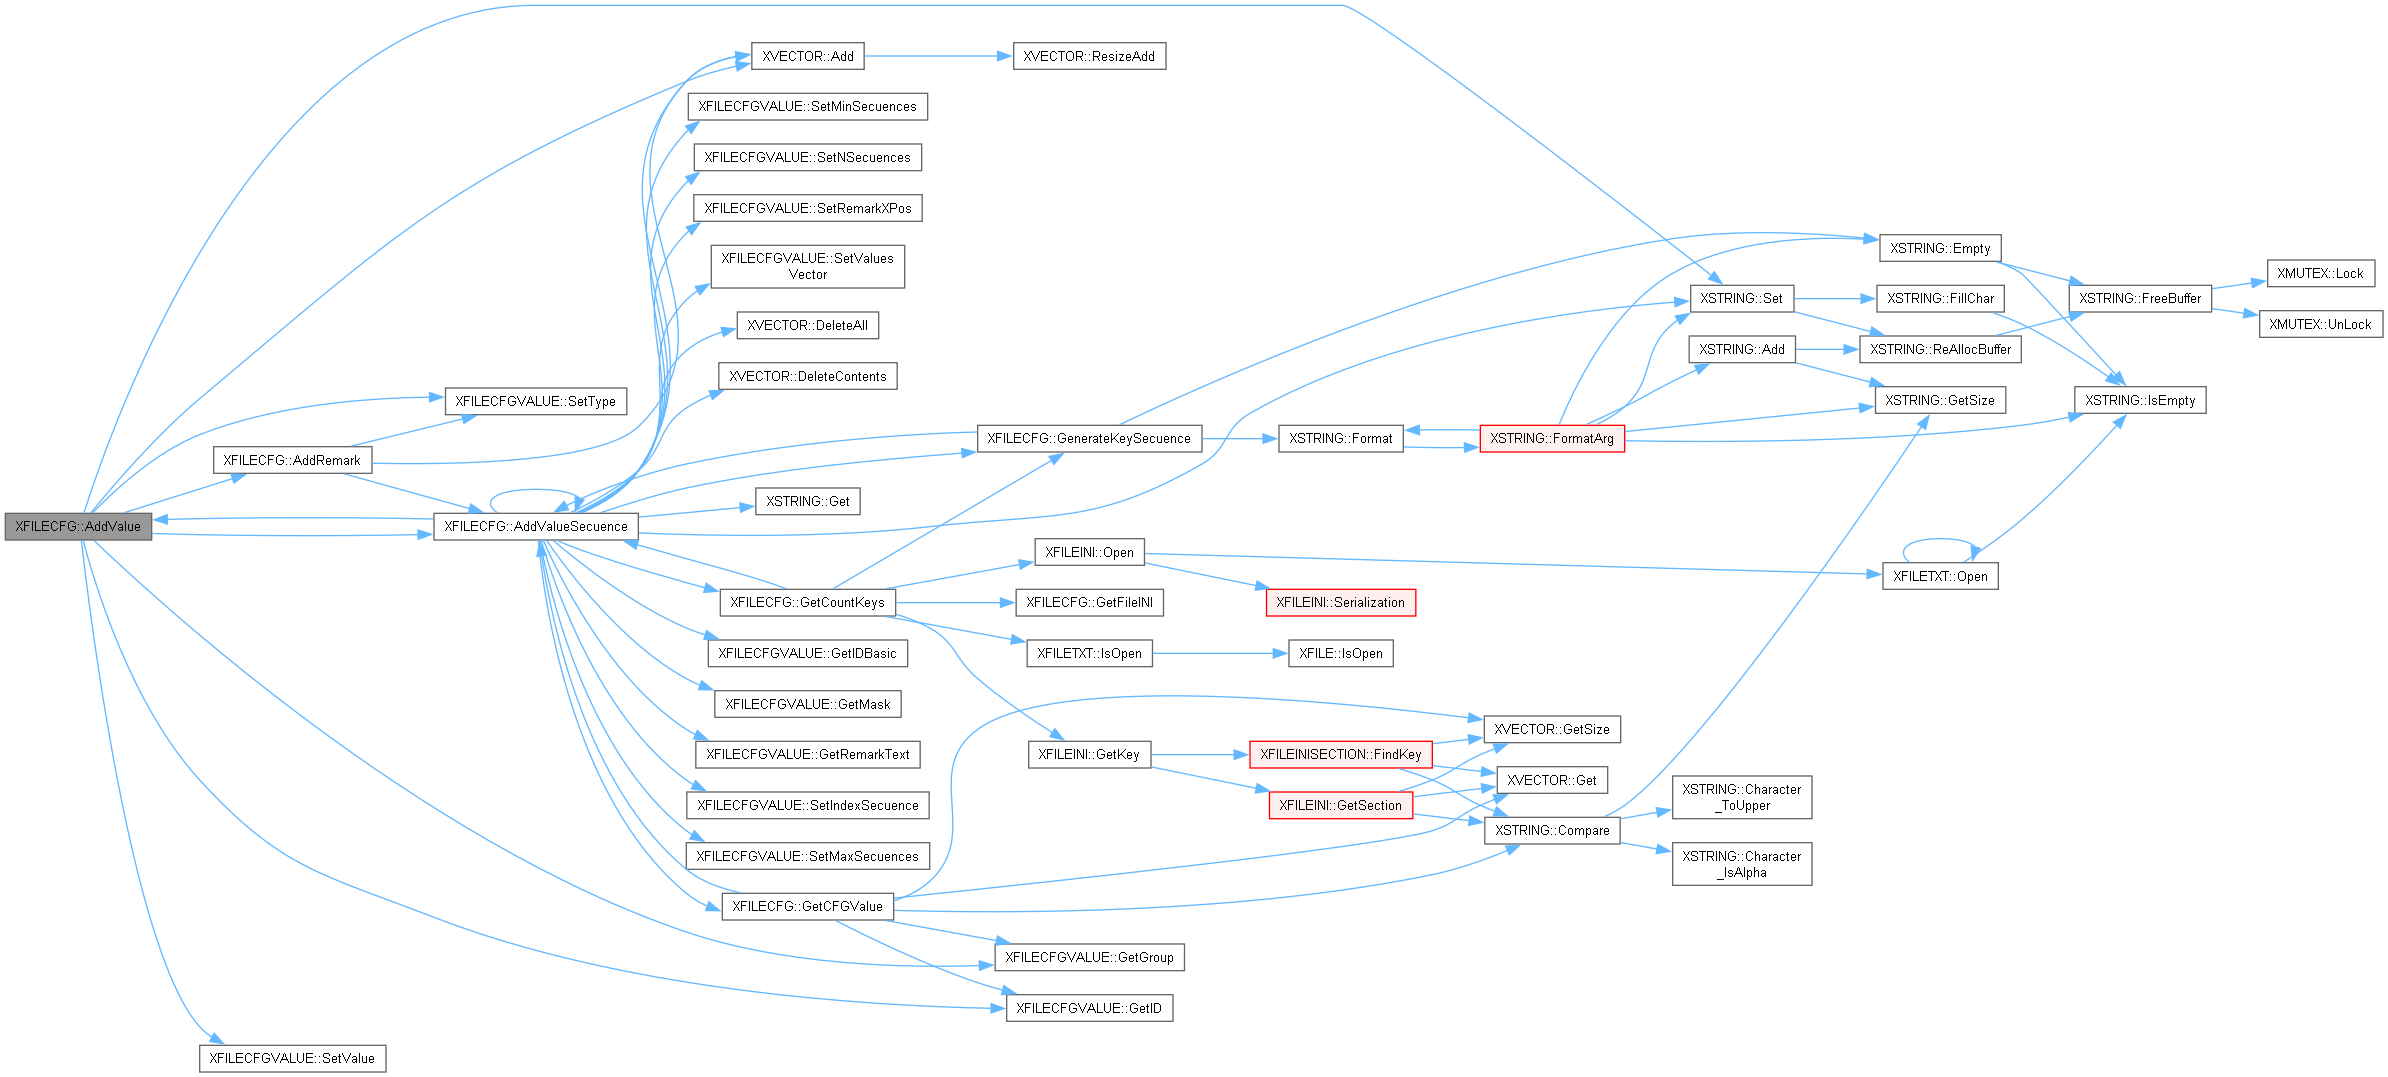 XFILECFG::AddValue
XFILECFG::AddRemark
XFILECFGVALUE::SetValue
XFILECFGVALUE::SetType
XFILECFG::AddValueSecuence
XVECTOR::Add
XFILECFGVALUE::SetMinSecuences
XFILECFGVALUE::SetNSecuences
XFILECFGVALUE::SetRemarkXPos
XFILECFGVALUE::SetValues
Vector
XVECTOR::DeleteAll
XVECTOR::DeleteContents
XSTRING::Get
XFILECFG::GetCountKeys
XFILECFGVALUE::GetIDBasic
XFILECFGVALUE::GetMask
XFILECFGVALUE::GetRemarkText
XFILECFGVALUE::SetIndexSecuence
XFILECFGVALUE::SetMaxSecuences
XFILECFG::GetCFGValue
XVECTOR::ResizeAdd
XFILECFG::GenerateKeySecuence
XFILEINI::Open
XFILECFG::GetFileINI
XFILETXT::IsOpen
XFILEINI::GetKey
XFILECFGVALUE::GetGroup
XFILECFGVALUE::GetID
XSTRING::Format
XFILEINI::Serialization
XFILE::IsOpen
XFILEINISECTION::FindKey
XFILEINI::GetSection
XSTRING::FormatArg
XVECTOR::GetSize
XVECTOR::Get
XSTRING::Compare
XSTRING::Set
XSTRING::Add
XSTRING::Character
_ToUpper
XSTRING::Character
_IsAlpha
XSTRING::Empty
XSTRING::FillChar
XSTRING::ReAllocBuffer
XSTRING::GetSize
XFILETXT::Open
XSTRING::FreeBuffer
XSTRING::IsEmpty
XMUTEX::Lock
XMUTEX::UnLock